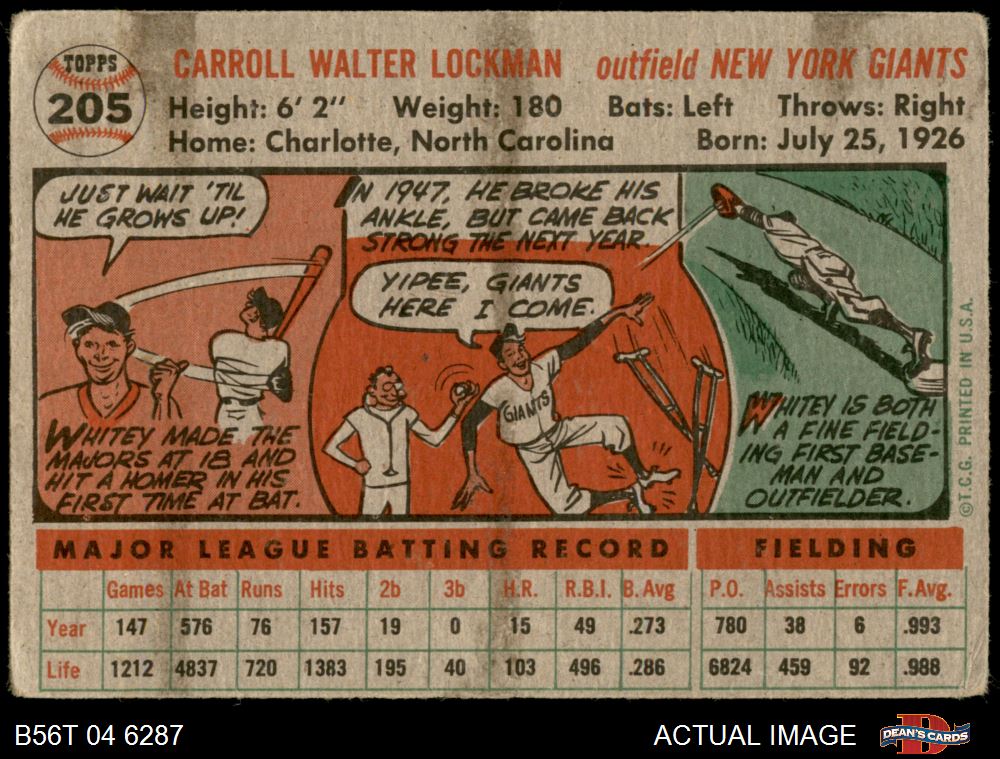 TOPPS
205
CARROLL WALTER LOCKMAN outfield NEW YORK GIANTS
Height: 6' 2" Weight: 180 Bats: Left Throws: Right
Home: Charlotte, North Carolina Born: July 25, 1926
JUST WAIT 'TIL
HE GROWS UP!
WHITEY MADE THE
MAJORS AT 18 AND
HIT A HOMER IN HIS
FIRST TIME AT BAT.
IN 1947, HE BROKE HIS
ANKLE, BUT CAME BACK
STRONG THE NEXT YEAR.
YIPEE, GIANTS
HERE I COME.
GIANTS
WHITEY IS BOTH
A FINE FIELD-
ING FIRST BASE-
MAN AND
OUTFIELDER.
©T.C.G. PRINTED IN U.S.A.
MAJOR LEAGUE BATTING RECORD FIELDING
Games At Bat Runs Hits 2b 3b H.R. R.B.I. B. Avg P.O. Assists Errors F. Avg.
Year 147 576 76 157 19 0 15 49 .273 780 38 6 .993
Life 1212 4837 720 1383 195 40 103 496 .286 6824 459 92 .988
B56T 04 6287 ACTUAL IMAGE
DEAN'S CARDS